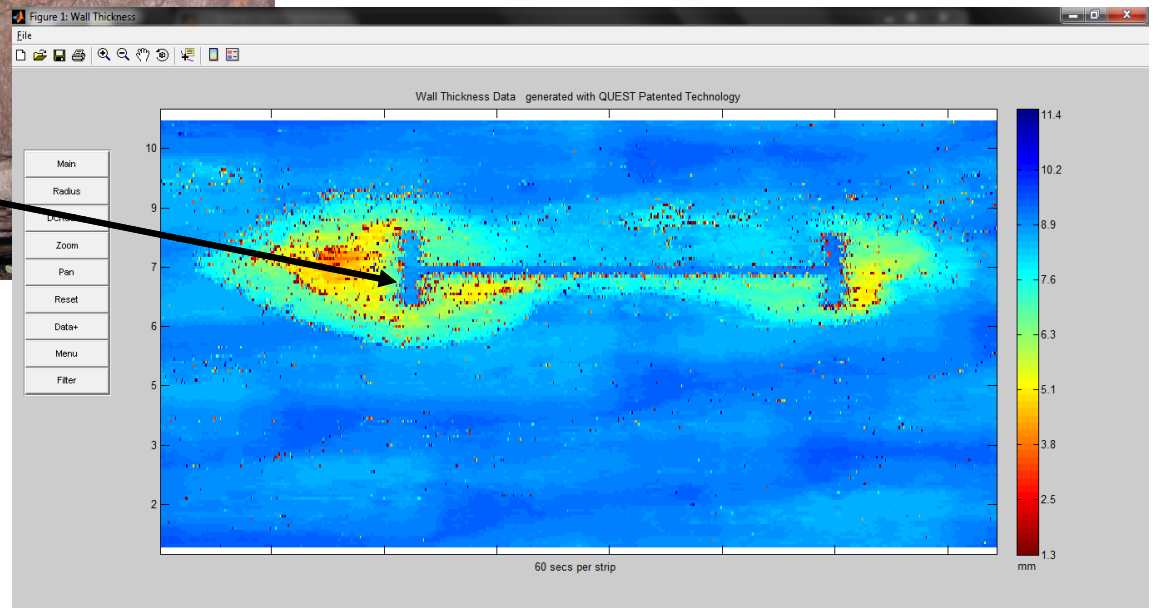 Figure 1: Wall Thickness
File
Wall Thickness Data generated with QUEST Patented Technology
Main
Radius
Zoom
Pan
Reset
Data+
Menu
Filter
10
9
7
6
5
3
2
60 secs per strip
11.4
10.2
8.9
7.6
6.3
5.1
3.8
2.5
1.3
mm